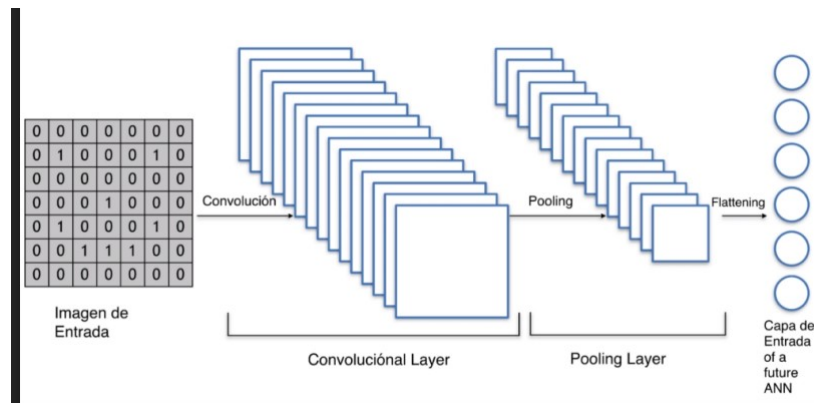 0 0 0 0 0 0 0
0 1 0 0 0 1 0
0 0 0 0 0 0 0
0 0 0 1 0 0 0
0 1 0 0 0 1 0
0 0 1 1 1 0 0
0 0 0 0 0 0 0
Imagen de
Entrada
Convolución
Convoluciónal Layer
Pooling
Pooling Layer
Flattening
Capa de
Entrada
of a
future
ANN